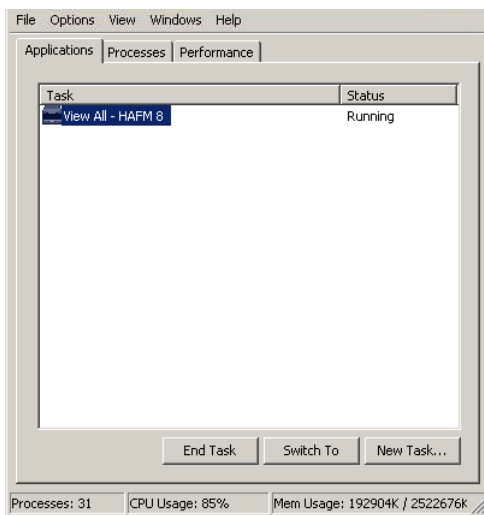 File Options View Windows Help
Applications Processes Performance
Task Status
View All - HAFM 8 Running
End Task Switch To New Task...
Processes: 31 CPU Usage: 85% Mem Usage: 192904K / 2522676K